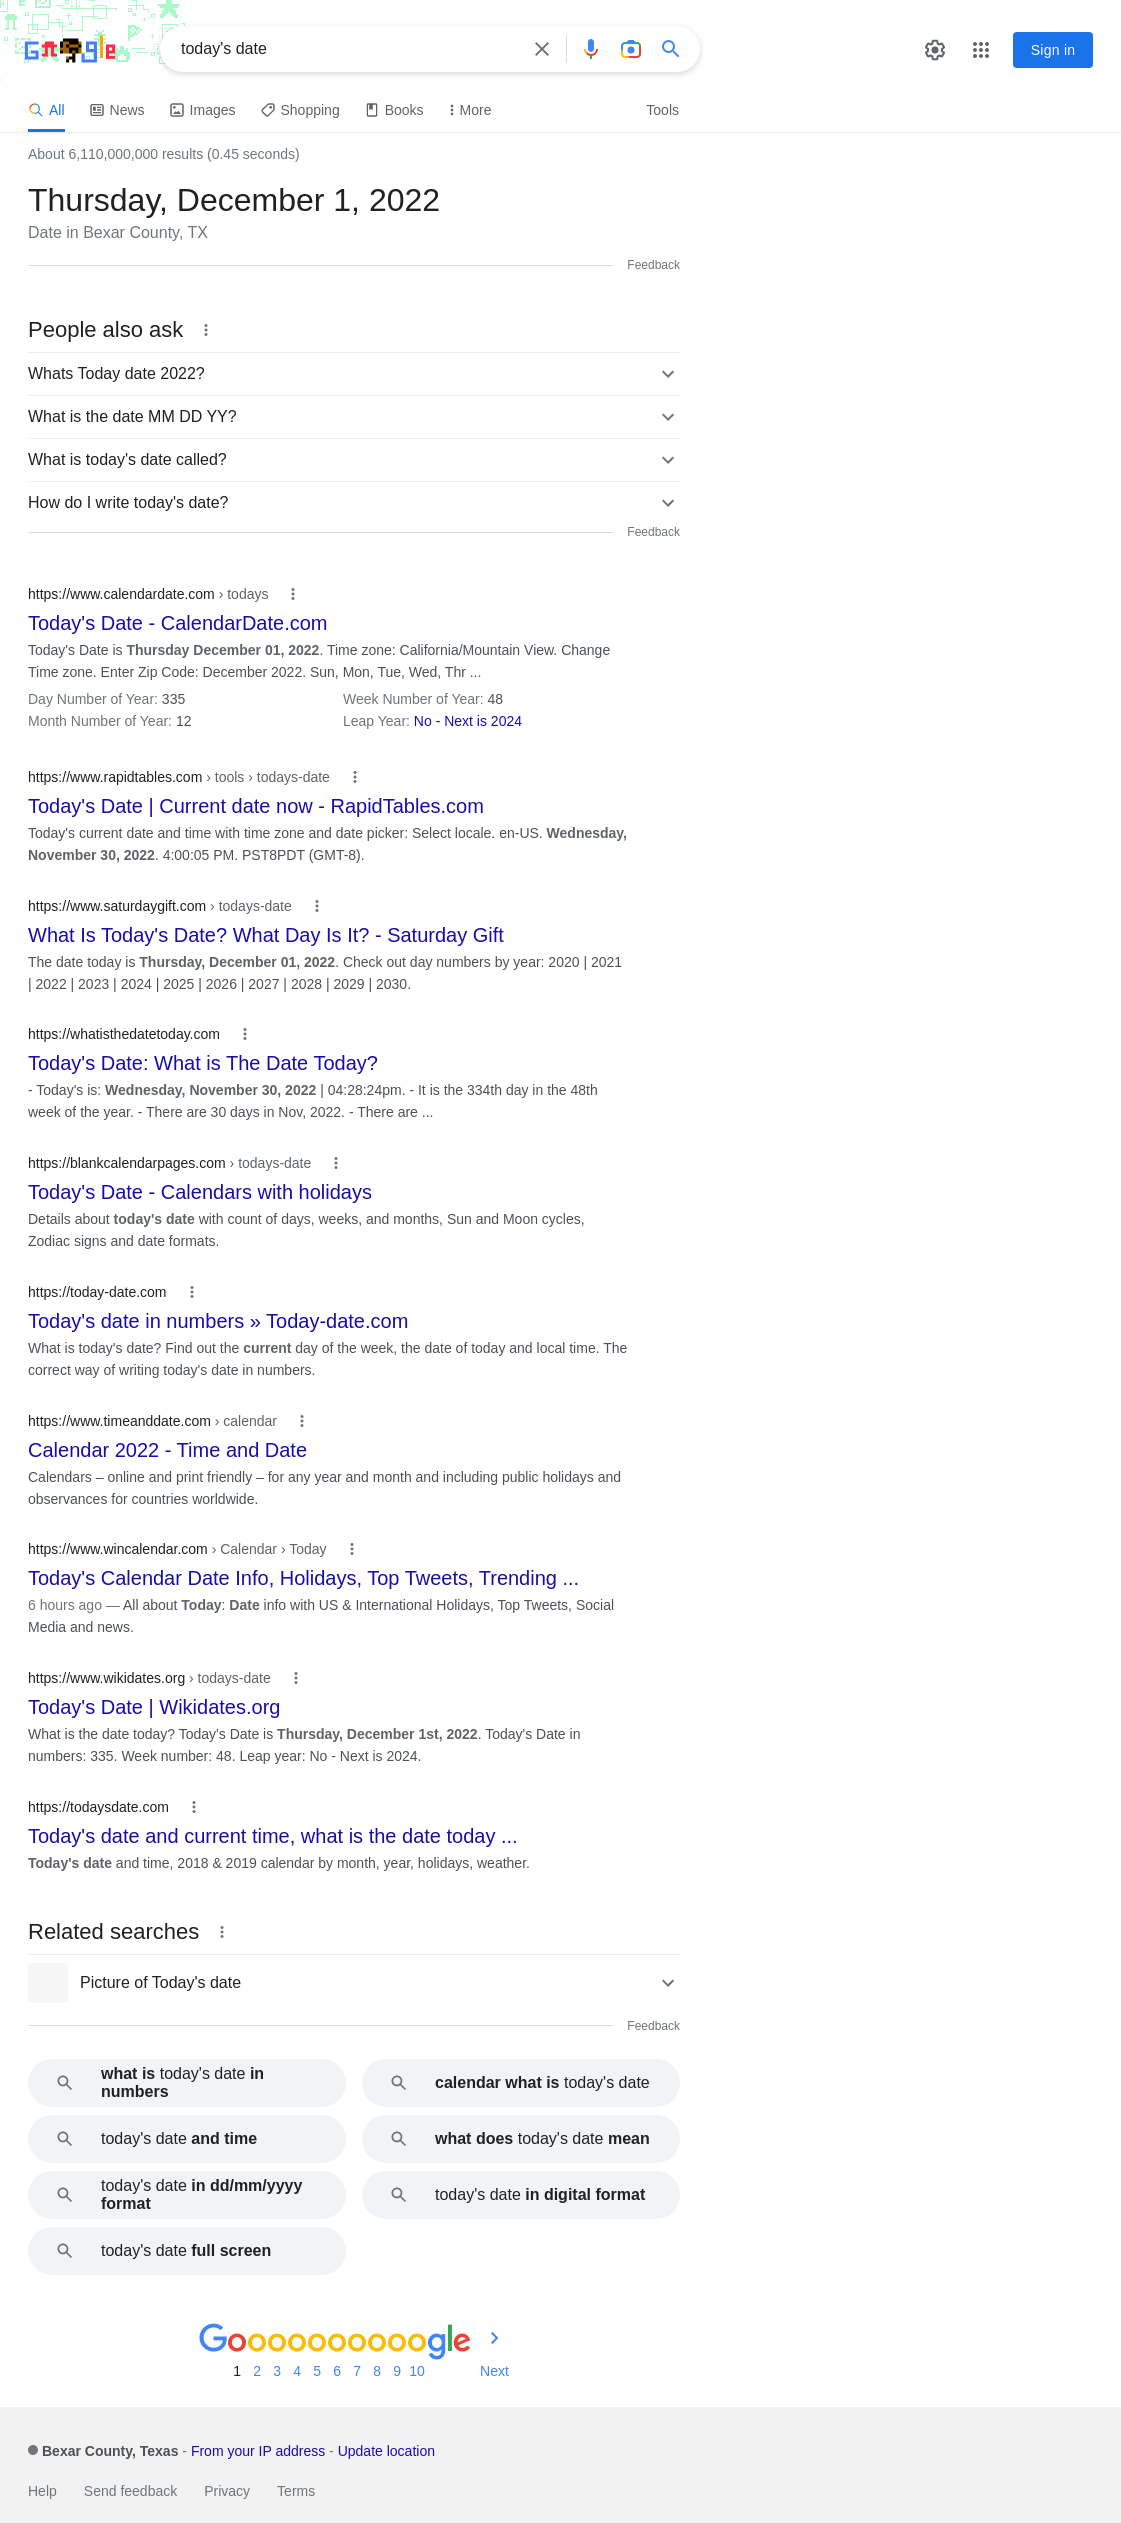 Google
today's date
Sign in
All
News
Images
Shopping
Books
More
Tools
About 6,110,000,000 results (0.45 seconds)
Thursday, December 1, 2022
Date in Bexar County, TX
Feedback
People also ask
Whats Today date 2022?
What is the date MM DD YY?
What is today's date called?
How do I write today's date?
Feedback
https://www.calendardate.com › todays
Today's Date - CalendarDate.com
Today's Date is Thursday December 01, 2022. Time zone: California/Mountain View. Change
Time zone. Enter Zip Code: December 2022. Sun, Mon, Tue, Wed, Thr ...
Day Number of Year: 335
Week Number of Year: 48
Month Number of Year: 12
Leap Year: No - Next is 2024
https://www.rapidtables.com › tools › todays-date
Today's Date | Current date now - RapidTables.com
Today's current date and time with time zone and date picker: Select locale. en-US. Wednesday,
November 30, 2022. 4:00:05 PM. PST8PDT (GMT-8).
https://www.saturdaygift.com › todays-date
What Is Today's Date? What Day Is It? - Saturday Gift
The date today is Thursday, December 01, 2022. Check out day numbers by year: 2020 | 2021
| 2022 | 2023 | 2024 | 2025 | 2026 | 2027 | 2028 | 2029 | 2030.
https://whatisthedatetoday.com
Today's Date: What is The Date Today?
- Today's is: Wednesday, November 30, 2022 | 04:28:24pm. - It is the 334th day in the 48th
week of the year. - There are 30 days in Nov, 2022. - There are ...
https://blankcalendarpages.com › todays-date
Today's Date - Calendars with holidays
Details about today's date with count of days, weeks, and months, Sun and Moon cycles,
Zodiac signs and date formats.
https://today-date.com
Today's date in numbers » Today-date.com
What is today's date? Find out the current day of the week, the date of today and local time. The
correct way of writing today's date in numbers.
https://www.timeanddate.com › calendar
Calendar 2022 - Time and Date
Calendars – online and print friendly – for any year and month and including public holidays and
observances for countries worldwide.
https://www.wincalendar.com › Calendar › Today
Today's Calendar Date Info, Holidays, Top Tweets, Trending ...
6 hours ago — All about Today: Date info with US & International Holidays, Top Tweets, Social
Media and news.
https://www.wikidates.org › todays-date
Today's Date | Wikidates.org
What is the date today? Today's Date is Thursday, December 1st, 2022. Today's Date in
numbers: 335. Week number: 48. Leap year: No - Next is 2024.
https://todaysdate.com
Today's date and current time, what is the date today ...
Today's date and time, 2018 & 2019 calendar by month, year, holidays, weather.
Related searches
Picture of Today's date
Feedback
what is today's date in
numbers
calendar what is today's date
today's date and time
what does today's date mean
today's date in dd/mm/yyyy
format
today's date in digital format
today's date full screen
Goooooooooogle
1 2 3 4 5 6 7 8 9 10 Next
Bexar County, Texas - From your IP address - Update location
Help
Send feedback
Privacy
Terms